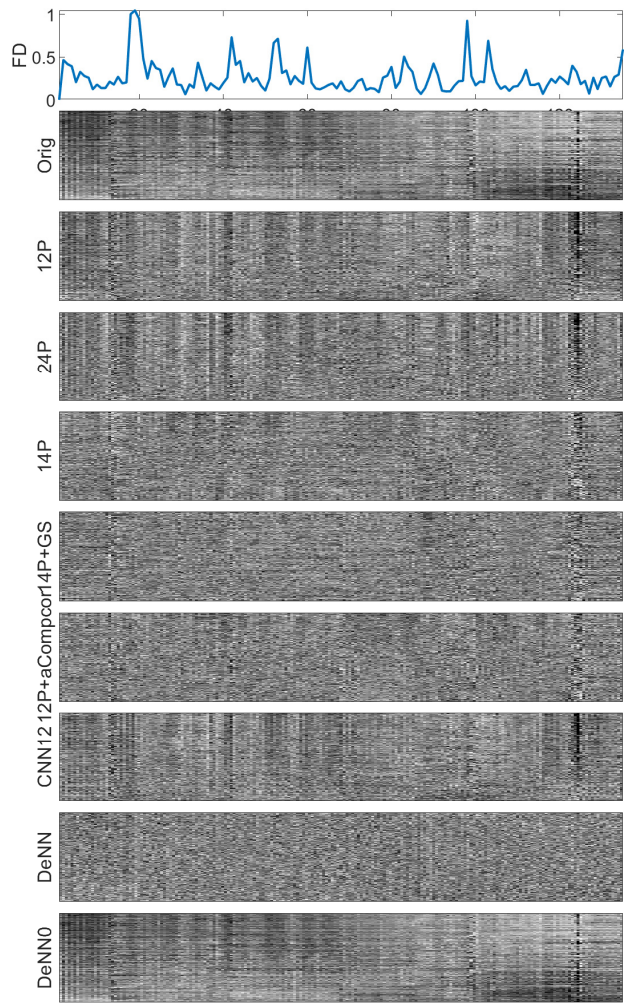 1
0.5
0
FD
Orig
12P
24P
14P
14P+GS
12P+aCompcor
CNN12
DeNN
DeNN0